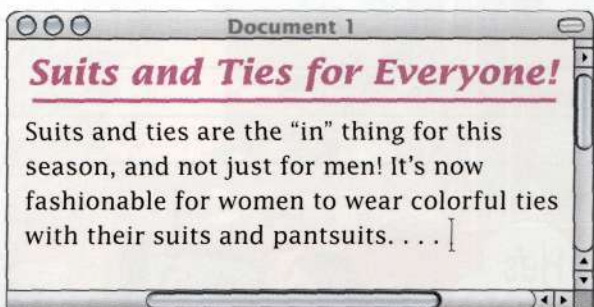 Document 1
Suits and Ties for Everyone!
Suits and ties are the “in” thing for this
season, and not just for men! It's now
fashionable for women to wear colorful ties
with their suits and pantsuits. . . .